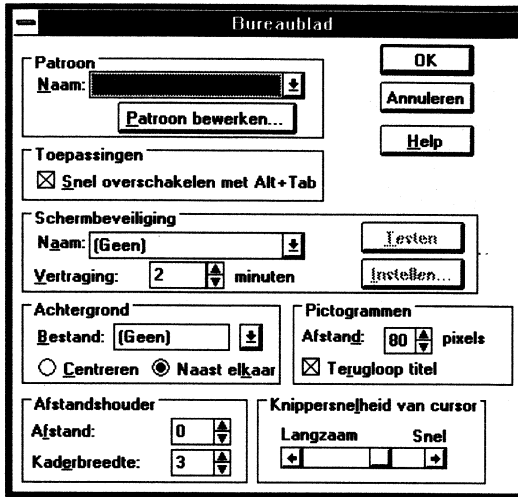 Bureaublad
Patroon
Naam:
Patroon bewerken...
OK
Annuleren
Help
Toepassingen
Snel overschakelen met Alt+Tab
Schermbeveiliging
Naam: (Geen)
Vertraging: 2 minuten
Testen
Instellen...
Achtergrond
Bestand: (Geen)
Centreren Naast elkaar
Pictogrammen
Afstand: 80 pixels
Terugloop titel
Afstandshouder
Afstand: 0
Kaderbreedte: 3
Knippersnelheid van cursor
Langzaam Snel